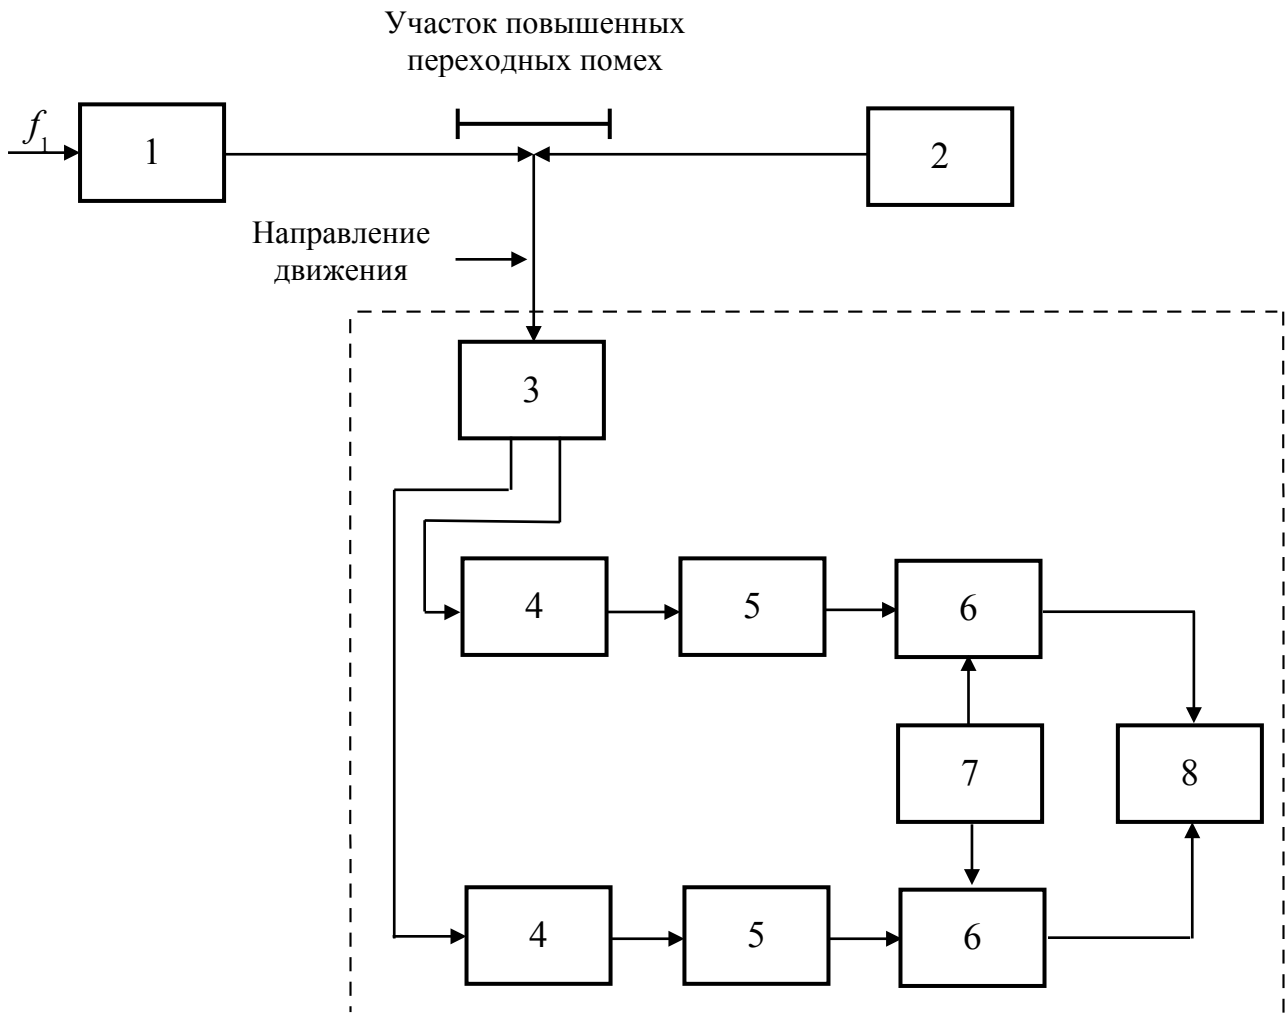 Участок повышенных
переходных помех
f₁
1
2
Направление
движения
3
4
5
6
7
8
4
5
6